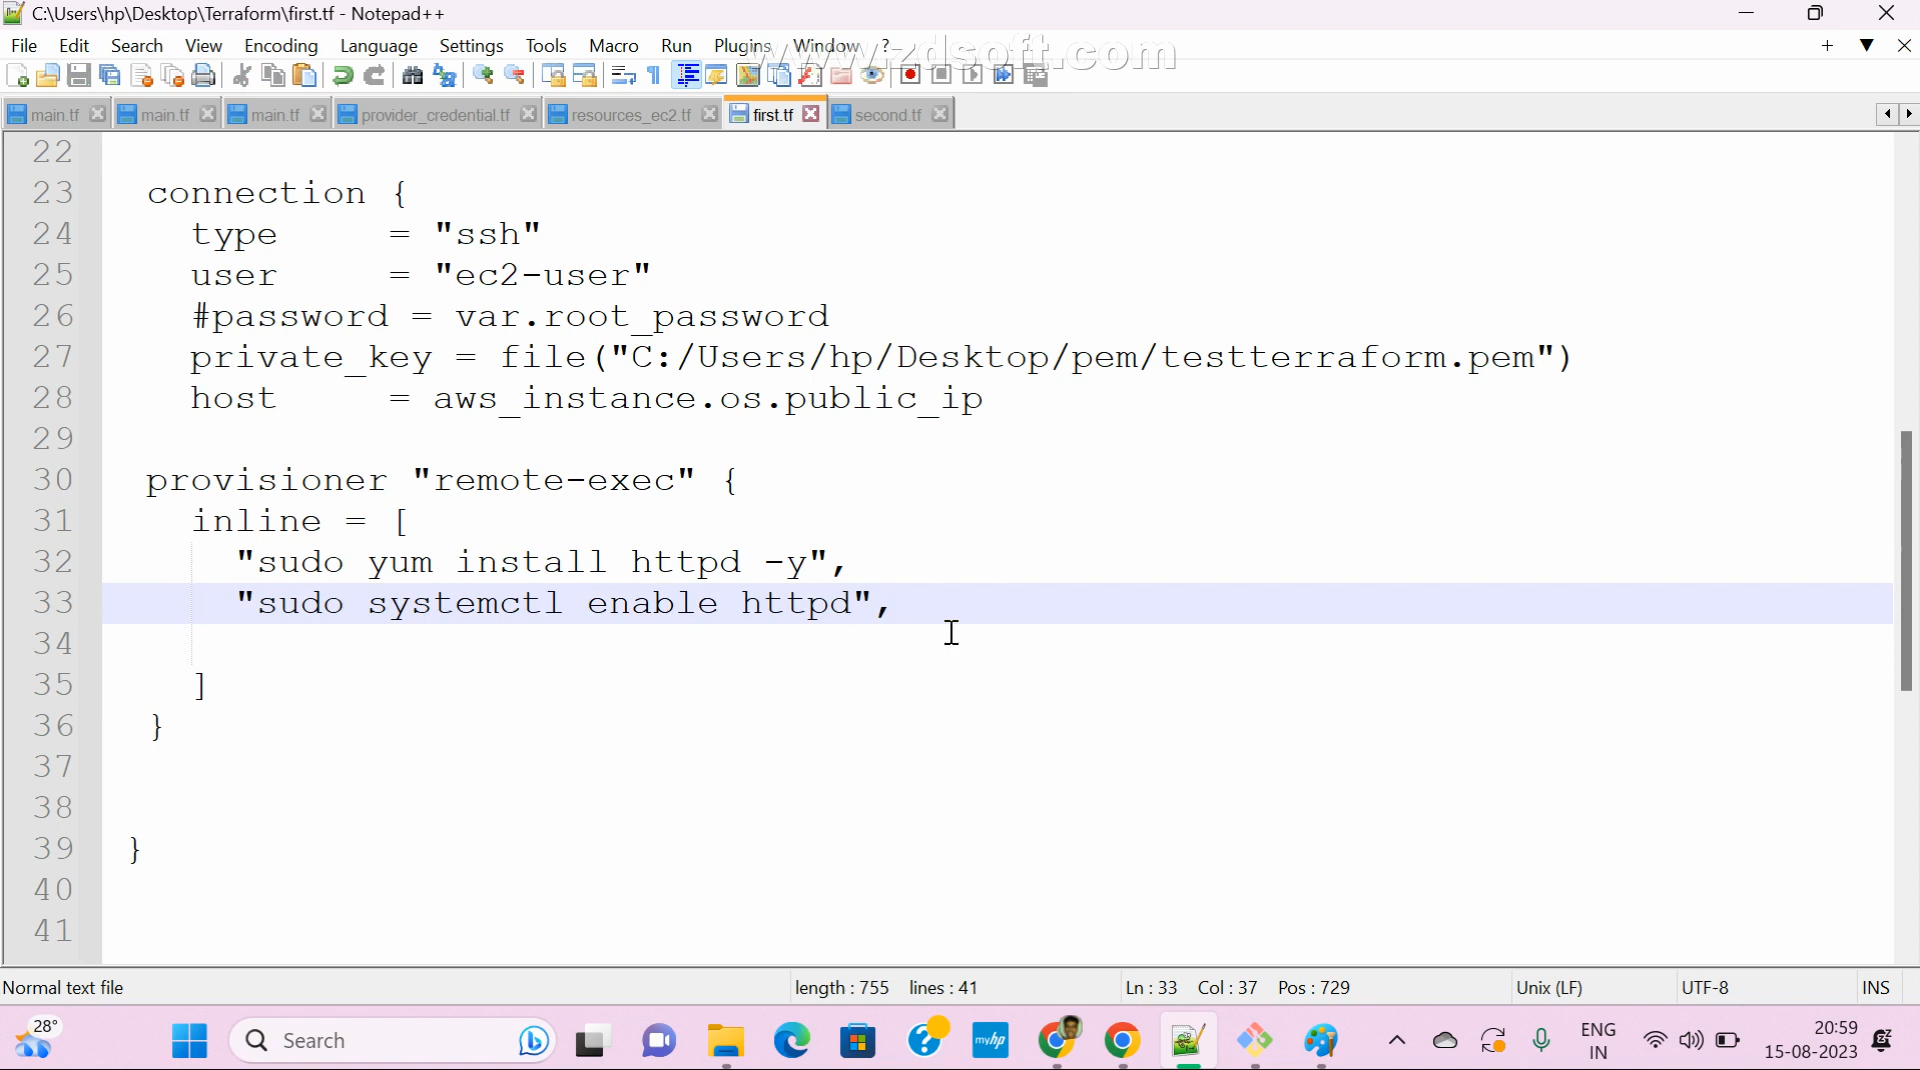 C:\Users\hp\Desktop\Terraform\first.tf - Notepad++
File Edit Search View Encoding Language Settings Tools Macro Run Plugins Window ?
www.zdsoft.com
main.tf main.tf main.tf provider_credential.tf resources_ec2.tf first.tf second.tf
22
23 connection {
24 type = "ssh"
25 user = "ec2-user"
26 #password = var.root_password
27 private_key = file("C:/Users/hp/Desktop/pem/testterraform.pem")
28 host = aws_instance.os.public_ip
29
30 provisioner "remote-exec" {
31 inline = [
32 "sudo yum install httpd -y",
33 "sudo systemctl enable httpd",
34
35 ]
36 }
37
38
39 }
40
41
Normal text file length : 755 lines : 41 Ln : 33 Col : 37 Pos : 729 Unix (LF) UTF-8 INS
28° Search myhp ENG 20:59
IN 15-08-2023